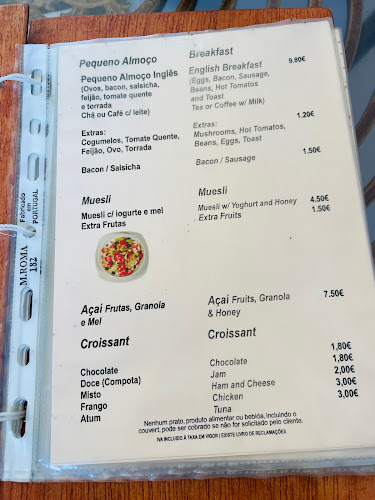 Pequeno Almoço
Pequeno Almoço Inglês
(Ovos, bacon, salsicha,
feijão, tomate quente
e torrada
Chá ou Café c/ leite)
Extras:
Cogumelos, Tomate Quente,
Feijão, Ovo, Torrada
Bacon / Salsicha
Muesli
Muesli c/ iogurte e mel
Extra Frutas
Açaí Frutas, Granola
e Mel
Croissant
Chocolate
Doce (Compota)
Misto
Frango
Atum
Breakfast
English Breakfast 9.80€
(Eggs, Bacon, Sausage,
Beans, Hot Tomatos
and Toast
Tea or Coffee w/ Milk)
Extras: 1.20€
Mushrooms, Hot Tomatos,
Beans, Eggs, Toast
Bacon / Sausage 1.50€
Muesli
Muesli w/ Yoghurt and Honey 4.50€
Extra Fruits 1.50€
Açaí Fruits, Granola 7.50€
& Honey
Croissant
Chocolate 1,80€
Jam 1,80€
Ham and Cheese 2,00€
Chicken 3,00€
Tuna 3,00€
Nenhum prato, produto alimentar ou bebida, incluindo o
couvert, pode ser cobrado se não for solicitado pelo cliente.
IVA INCLUIDO À TAXA EM VIGOR | EXISTE LIVRO DE RECLAMAÇÕES
Fabricado
em
PORTUGAL
M.ROMA
182